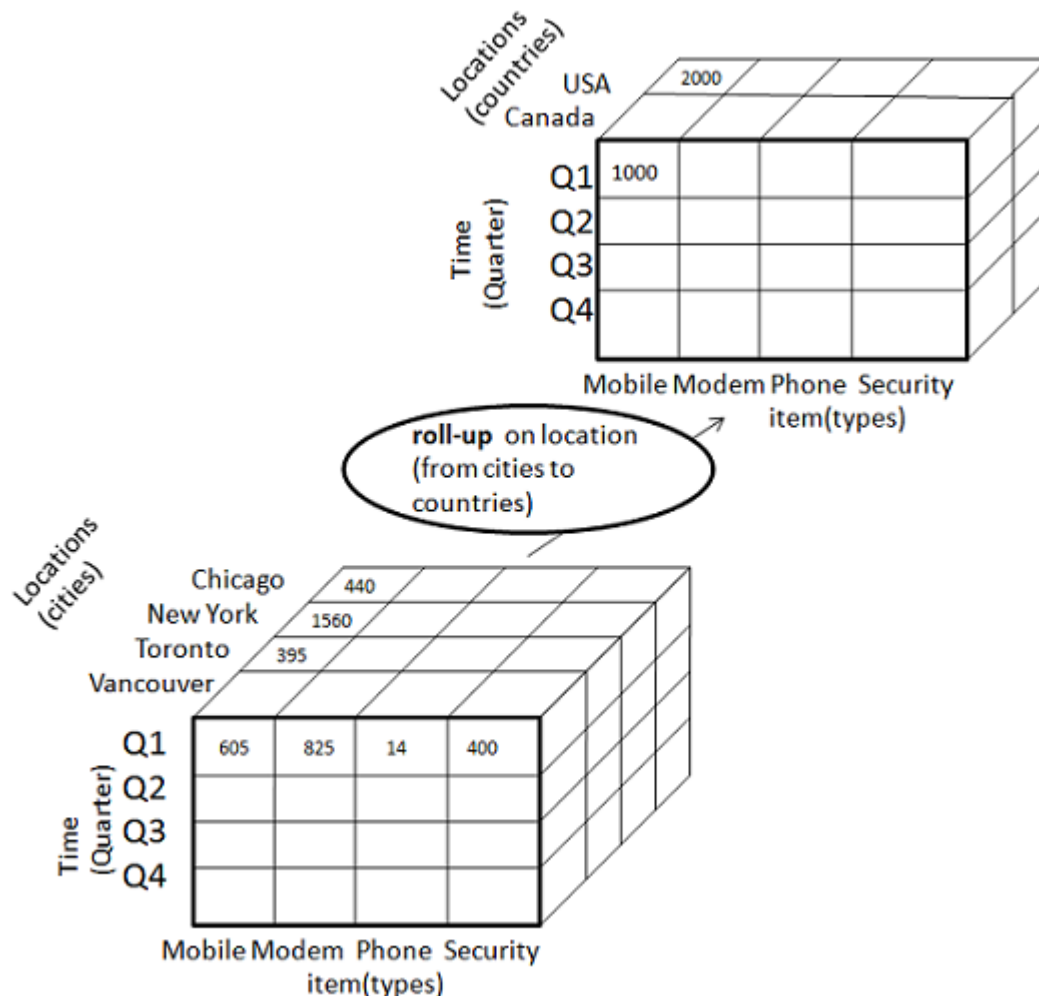 Locations
(countries)
USA
2000
Canada
Time
(Quarter)
Q1
1000
Q2
Q3
Q4
Mobile Modem Phone Security
item(types)
roll-up on location
(from cities to
countries)
Locations
(cities)
Chicago
440
New York
1560
Toronto
395
Vancouver
Time
(Quarter)
Q1
605 825 14 400
Q2
Q3
Q4
Mobile Modem Phone Security
item(types)